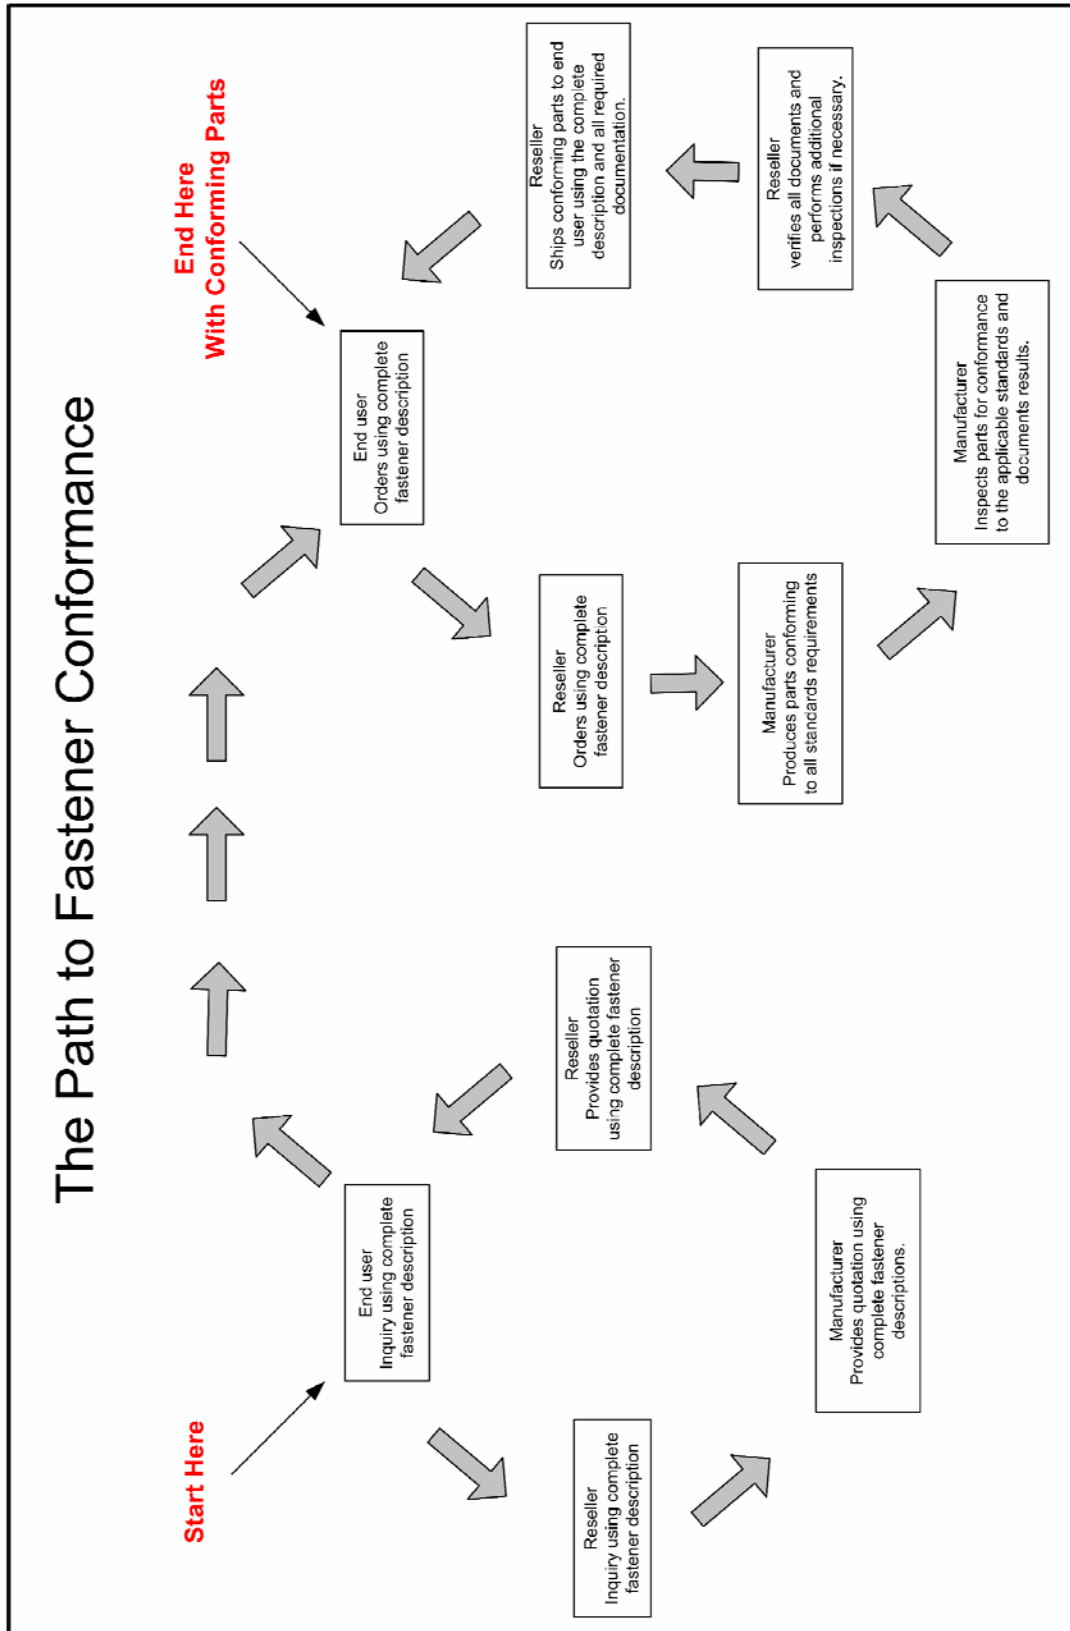 The Path to Fastener Conformance
Start Here
End Here
With Conforming Parts
End user
Inquiry using complete
fastener description
Reseller
Inquiry using complete
fastener description
Manufacturer
Provides quotation using
complete fastener
descriptions.
Reseller
Provides quotation
using complete fastener
description
End user
Orders using complete
fastener description
Reseller
Orders using complete
fastener description
Manufacturer
Produces parts conforming
to all standards requirements
Manufacturer
Inspects parts for conformance
to the applicable standards and
documents results.
Reseller
verifies all documents and
performs additional
inspections if necessary.
Reseller
Ships conforming parts to end
user using the complete
description and all required
documentation.